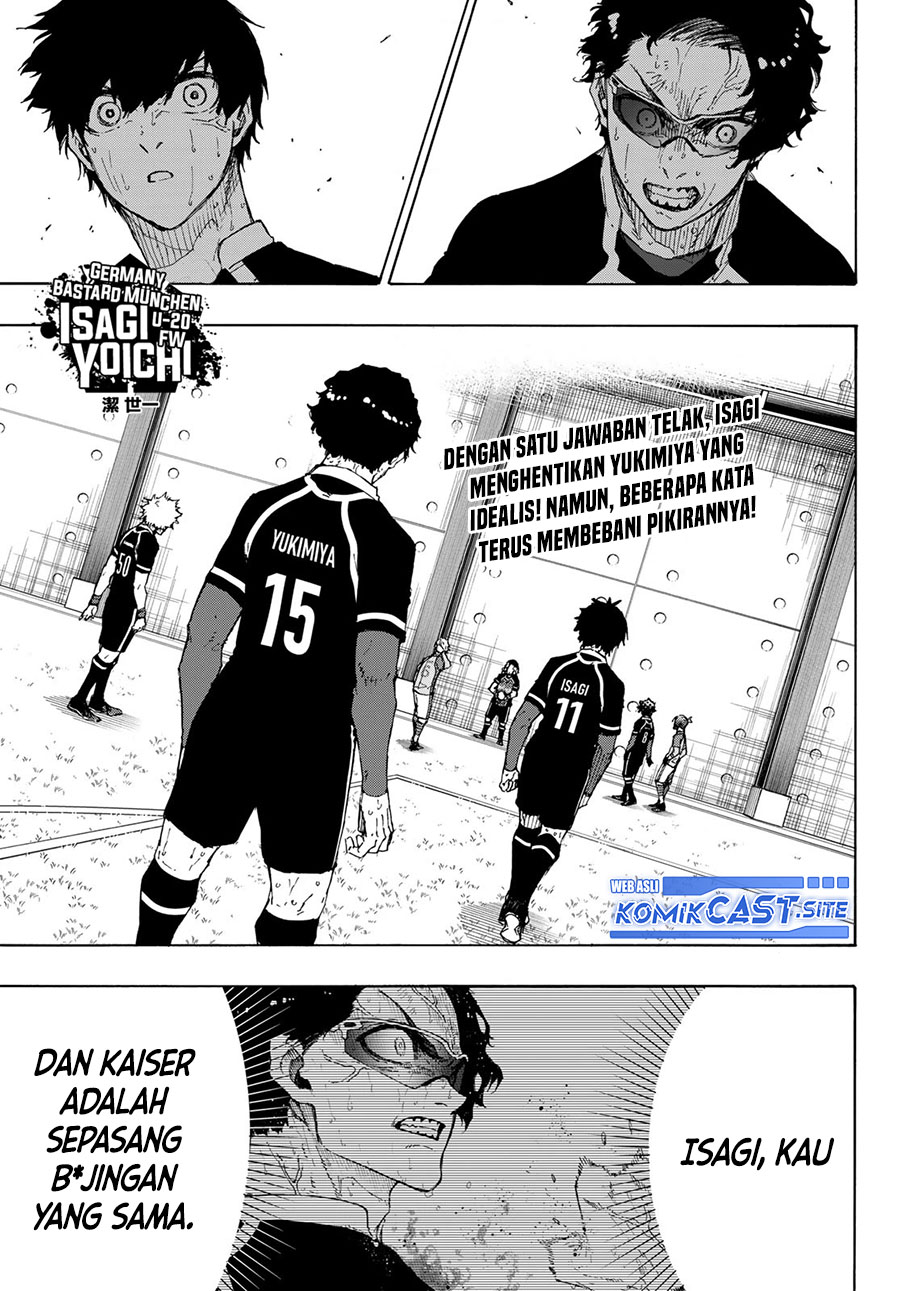 GERMANY
BASTARD MÜNCHEN
U-20
ISAGI
FW
YOICHI
潔 世一
DENGAN SATU JAWABAN TELAK, ISAGI
MENGHENTIKAN YUKIMIYA YANG
IDEALIS! NAMUN, BEBERAPA KATA
TERUS MEMBEBANI PIKIRANNYA!
50
YUKIMIYA
15
ISAGI
11
WEB ASLI
KOMIKCAST.SITE
ISAGI, KAU
DAN KAISER
ADALAH
SEPASANG
B*JINGAN
YANG SAMA.